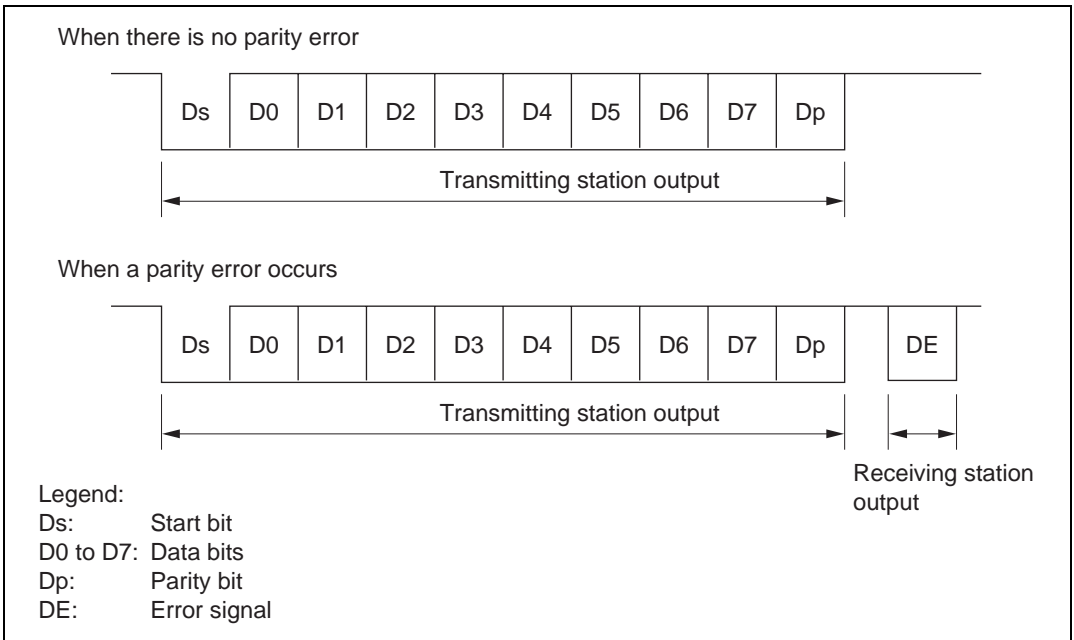 When there is no parity error
Ds D0 D1 D2 D3 D4 D5 D6 D7 Dp
Transmitting station output
When a parity error occurs
Ds D0 D1 D2 D3 D4 D5 D6 D7 Dp DE
Transmitting station output
Receiving station
output
Legend:
Ds: Start bit
D0 to D7: Data bits
Dp: Parity bit
DE: Error signal